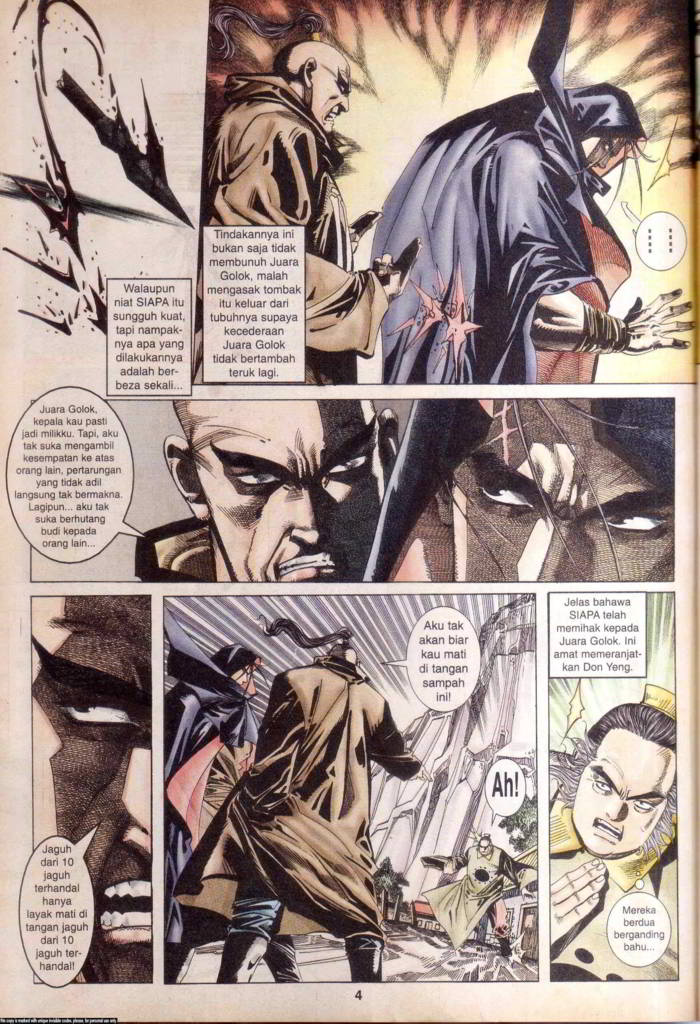 Walaupun
niat SIAPA itu
sungguh kuat,
tapi nampak-
nya apa yang
dilakukannya
adalah ber-
beza sekali...
Tindakannya ini
bukan saja tidak
membunuh Juara
Golok, malah
mengasak tombak
itu keluar dari
tubuhnya supaya
kecederaan
Juara Golok
tidak bertambah
teruk lagi.
Juara Golok,
kepala kau pasti
jadi milikku. Tapi, aku
tak suka mengambil
kesempatan ke atas
orang lain, pertarungan
yang tidak adil
langsung tak bermakna.
Lagipun... aku tak
suka berhutang
budi kepada
orang lain...
Jaguh
dari 10
jaguh
terhandal
hanya
layak mati di
tangan jaguh
dari 10
jaguh ter-
handal!
Aku tak
akan biar
kau mati
di tangan
sampah
ini!
Ah!
Jelas bahawa
SIAPA telah
memihak kepada
Juara Golok. Ini
amat memeranjat-
kan Don Yeng.
Mereka
berdua
berganding
bahu...
4